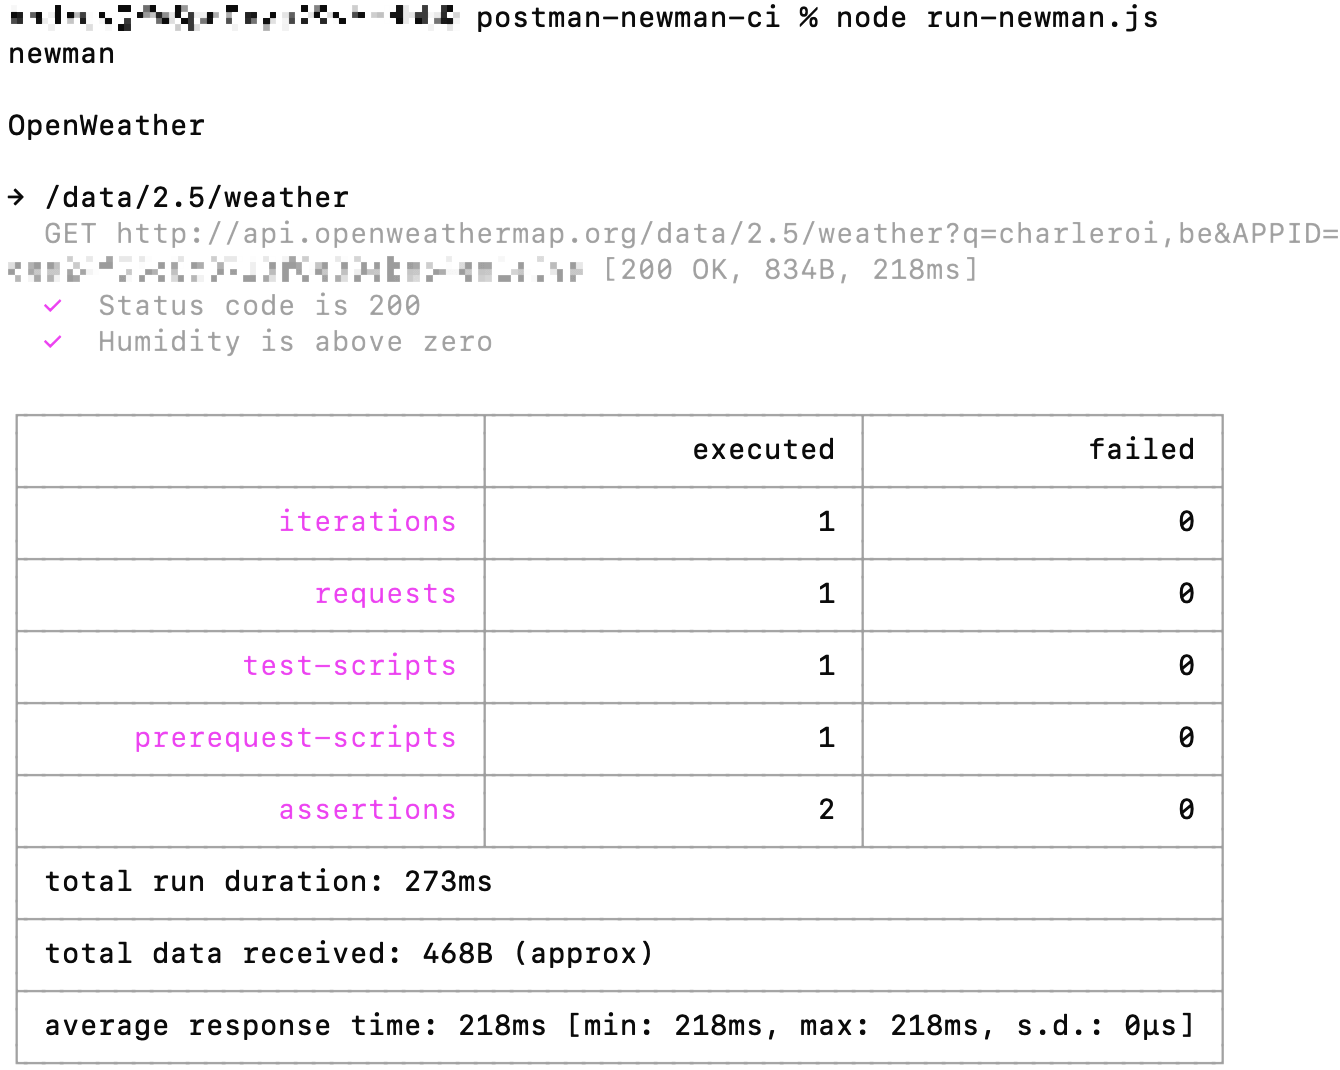 postman-newman-ci % node run-newman.js
newman
OpenWeather
→ /data/2.5/weather
GET http://api.openweathermap.org/data/2.5/weather?q=charleroi,be&APPID=
[200 OK, 834B, 218ms]
✓ Status code is 200
✓ Humidity is above zero
executed failed
iterations 1 0
requests 1 0
test-scripts 1 0
prerequest-scripts 1 0
assertions 2 0
total run duration: 273ms
total data received: 468B (approx)
average response time: 218ms [min: 218ms, max: 218ms, s.d.: 0µs]